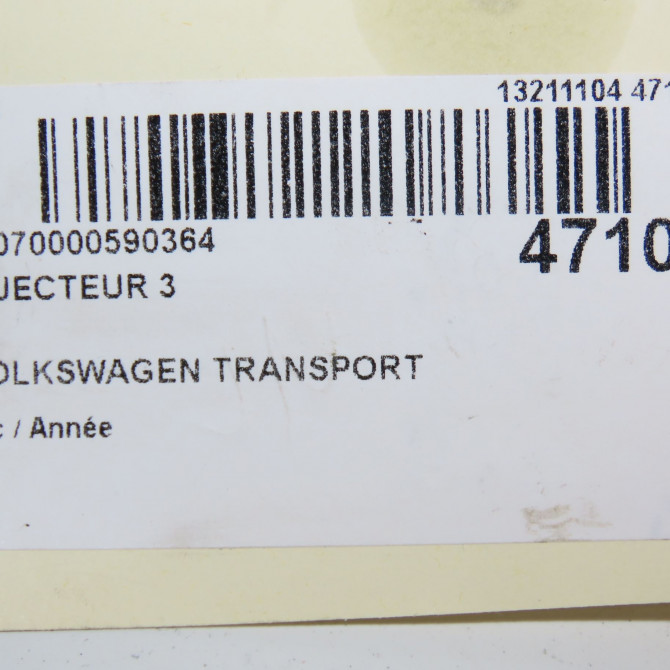 13211104 471
070000590364
4710
JECTEUR 3
OLKSWAGEN TRANSPORT
c / Année